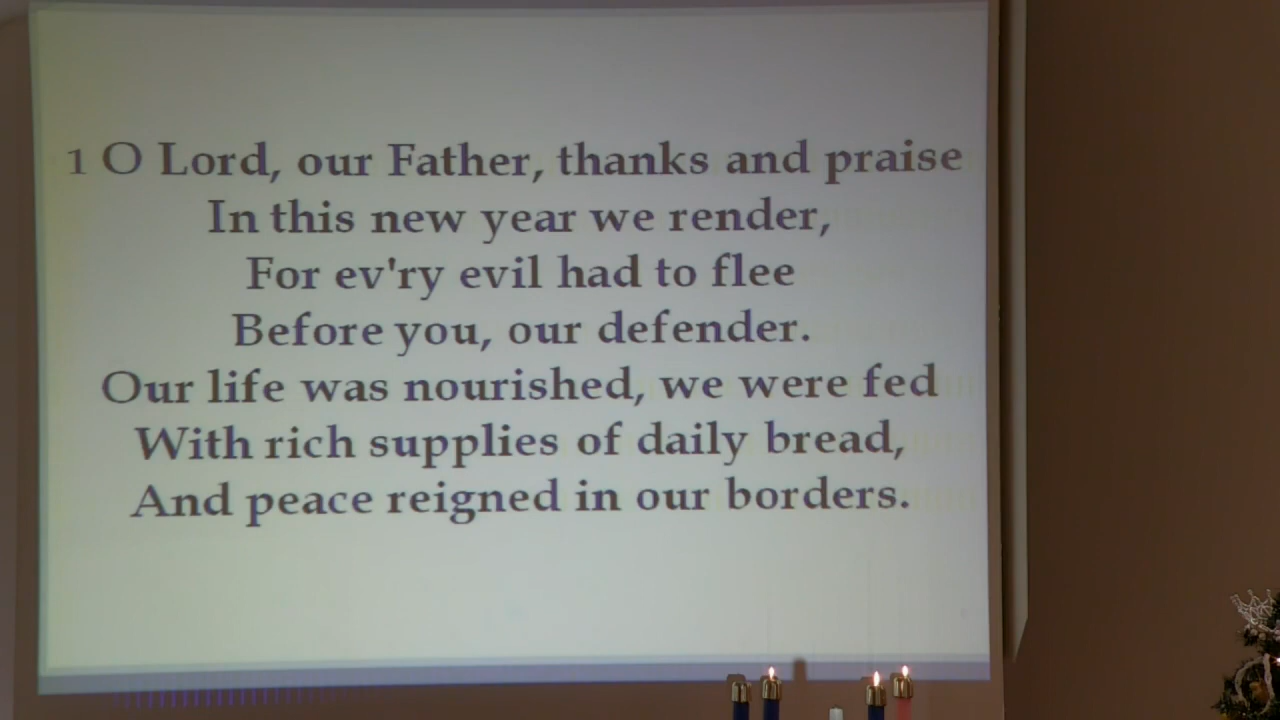 1 O Lord, our Father, thanks and praise
In this new year we render,
For ev'ry evil had to flee
Before you, our defender.
Our life was nourished, we were fed
With rich supplies of daily bread,
And peace reigned in our borders.